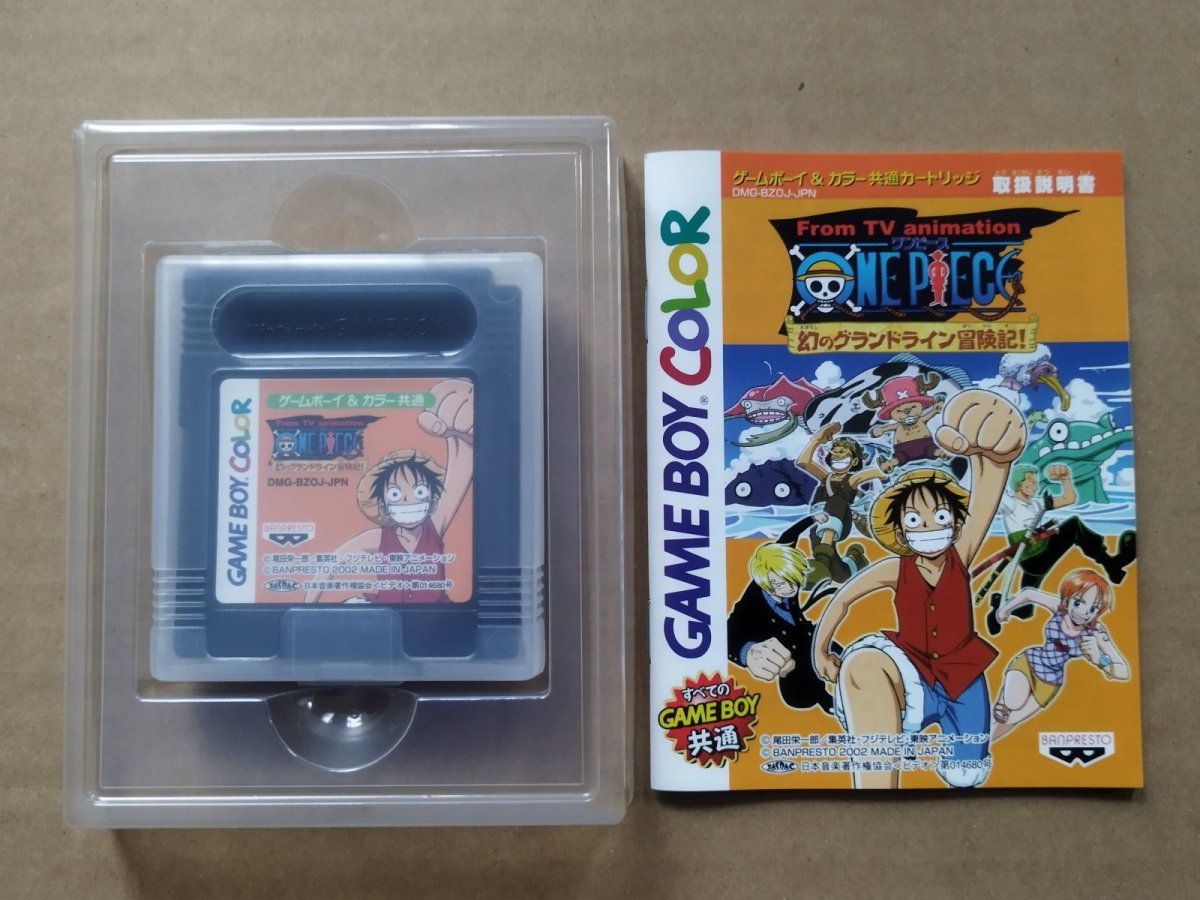 Nintendo GAME BOY
ゲームボーイ & カラー共通
From TV animation
ONE PIECE
幻のグランドライン冒険記!
DMG-BZOJ-JPN
GAME BOY COLOR
BANPRESTO
© 尾田栄一郎/集英社・フジテレビ・東映アニメーション
© BANPRESTO 2002 MADE IN JAPAN
JASRAC 日本音楽著作権協会<ビデオ>第014680号
ゲームボーイ & カラー共通カートリッジ
取扱説明書
DMG-BZOJ-JPN
From TV animation
ワンピース
ONE PIECE
幻のグランドライン冒険記!
GAME BOY COLOR®
すべての
GAME BOY
共通
© 尾田栄一郎/集英社・フジテレビ・東映アニメーション
© BANPRESTO 2002 MADE IN JAPAN
JASRAC 日本音楽著作権協会<ビデオ>第014680号
BANPRESTO